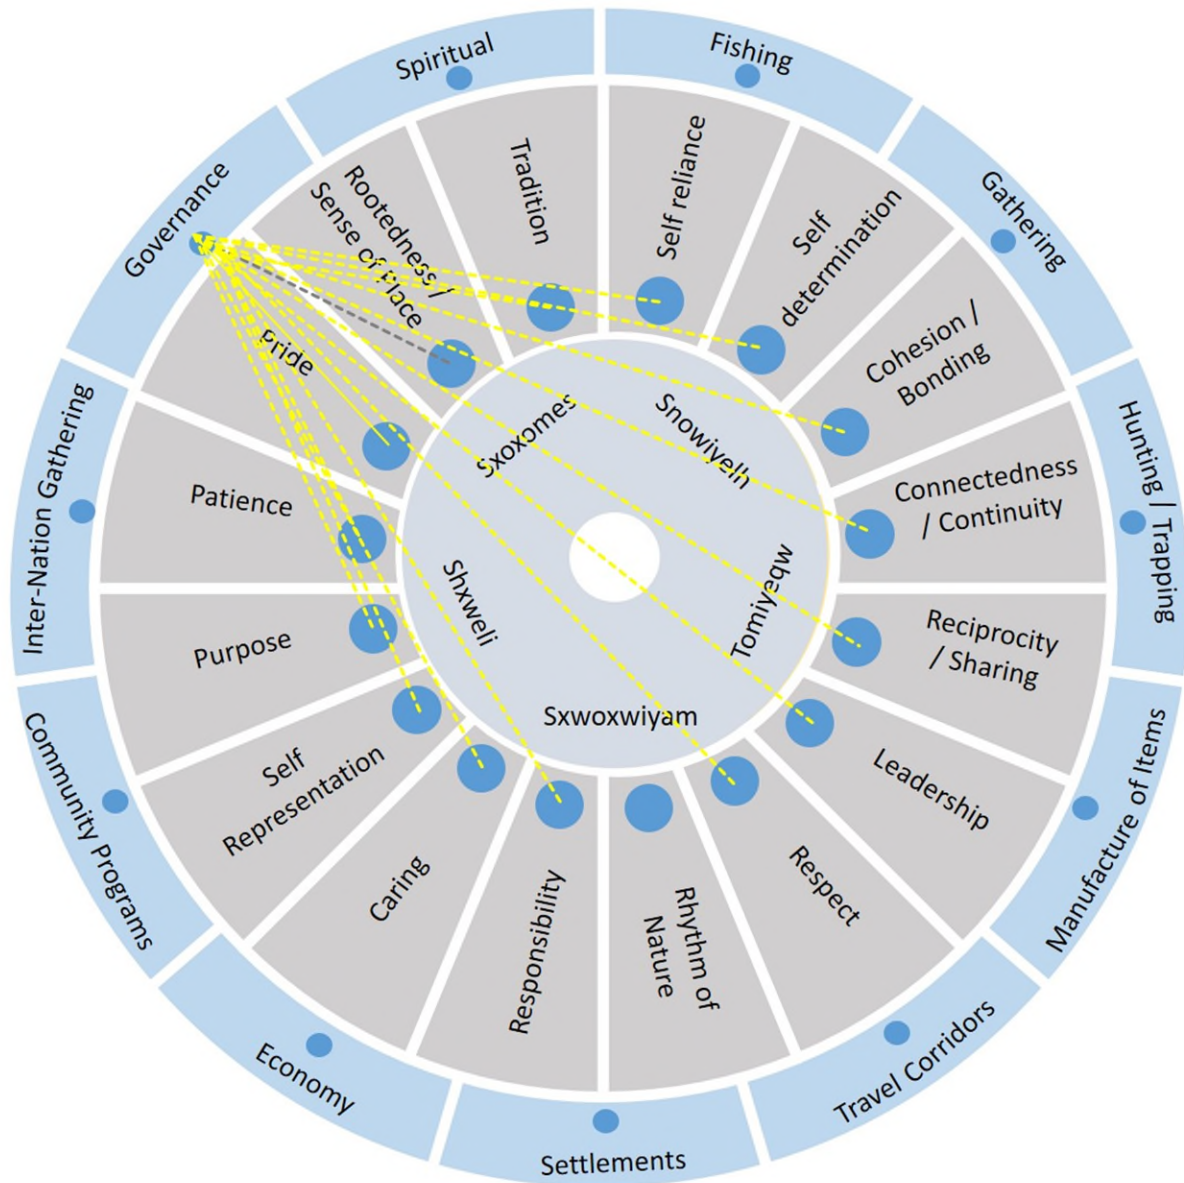 Spiritual
Fishing
Gathering
Hunting / Trapping
Manufacture of Items
Travel Corridors
Settlements
Economy
Community Programs
Inter-Nation Gathering
Governance
Tradition
Self reliance
Self
determination
Cohesion /
Bonding
Connectedness
/ Continuity
Reciprocity
/ Sharing
Leadership
Respect
Rhythm of
Nature
Responsibility
Caring
Self
Representation
Purpose
Patience
Pride
Rootedness /
Sense of Place
Sxoxomes
Snowiyelh
Tomiyeqw
Sxwoxwiyam
Shxweli